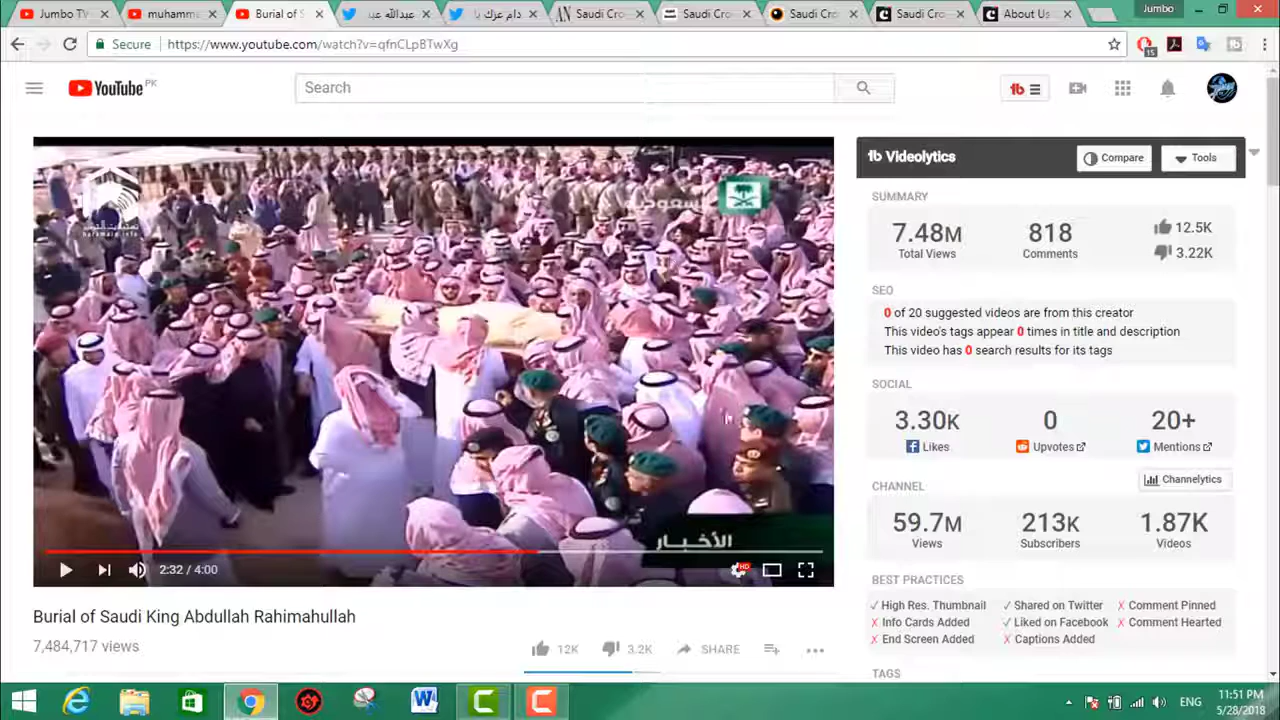 Jumbo TV
muhamme
Burial of S
عبدالله عبد
دام عزك يا
Saudi Cro
Saudi Cro
Saudi Cro
Saudi Cro
About Us
Jumbo
Secure
https://www.youtube.com/watch?v=qfnCLpBTwXg
15
YouTube PK
Search
السعودية
haramain.info
الأخبار
2:32 / 4:00
HD
Burial of Saudi King Abdullah Rahimahullah
7,484,717 views
12K
3.2K
SHARE
Videolytics
Compare
Tools
SUMMARY
7.48M
Total Views
818
Comments
12.5K
3.22K
SEO
0 of 20 suggested videos are from this creator
This video's tags appear 0 times in title and description
This video has 0 search results for its tags
SOCIAL
3.30K
Likes
0
Upvotes
20+
Mentions
CHANNEL
Channelytics
59.7M
Views
213K
Subscribers
1.87K
Videos
BEST PRACTICES
✓ High Res. Thumbnail
✓ Shared on Twitter
✗ Comment Pinned
✗ Info Cards Added
✓ Liked on Facebook
✗ Comment Hearted
✗ End Screen Added
✗ Captions Added
TAGS
ENG
11:51 PM
5/28/2018